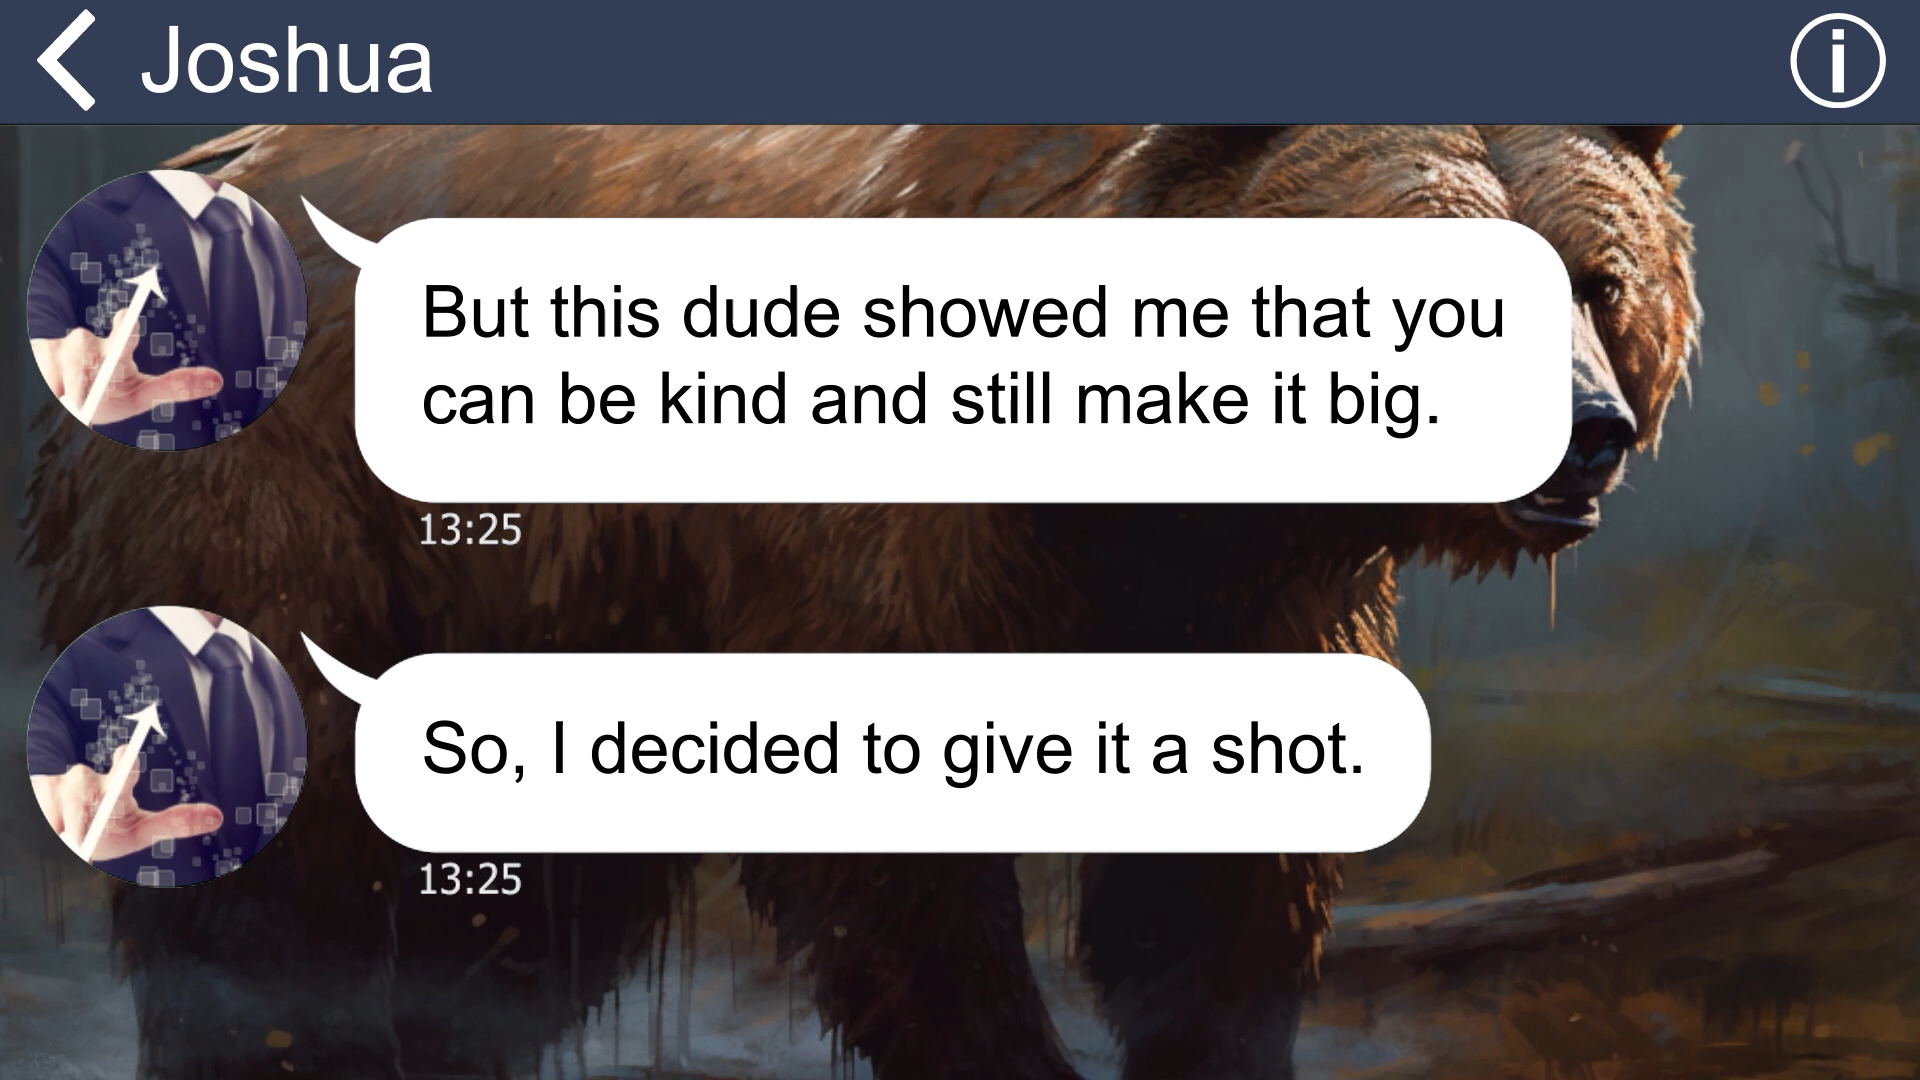 Joshua
But this dude showed me that you
can be kind and still make it big.
13:25
So, I decided to give it a shot.
13:25